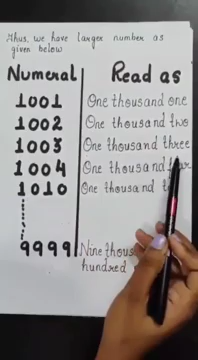 Thus, we have larger number as
given below
Numeral Read as
1001 One thousand one
1002 One thousand two
1003 One thousand three
1004 One thousand
1010 One thousand
9999 Nine
hundred